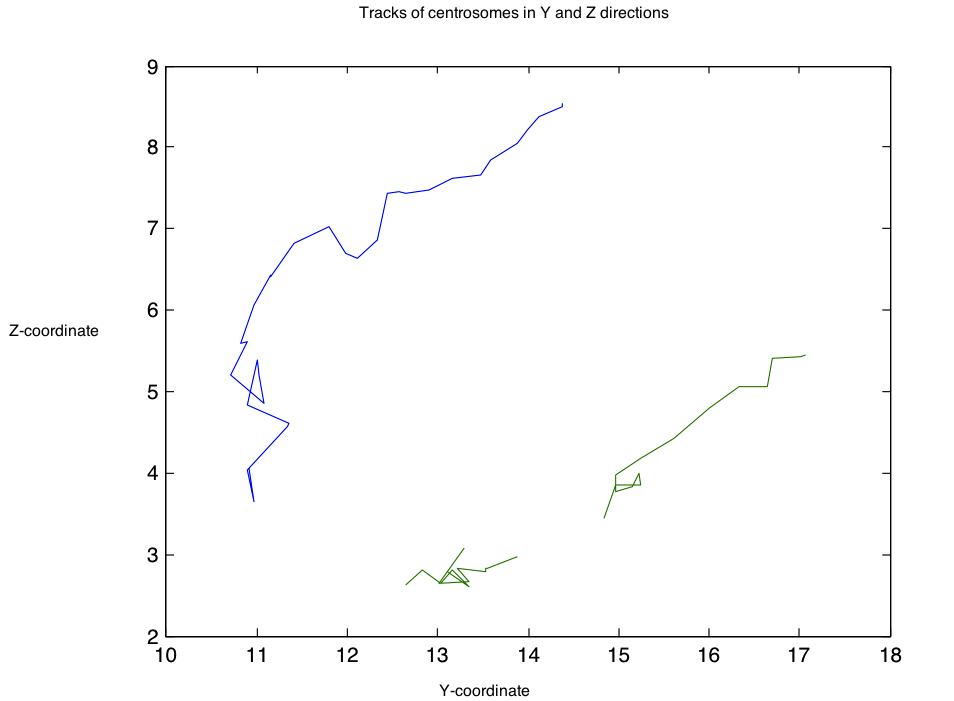 Tracks of centrosomes in Y and Z directions
9
8
7
6
5
4
3
2
Z-coordinate
10 11 12 13 14 15 16 17 18
Y-coordinate